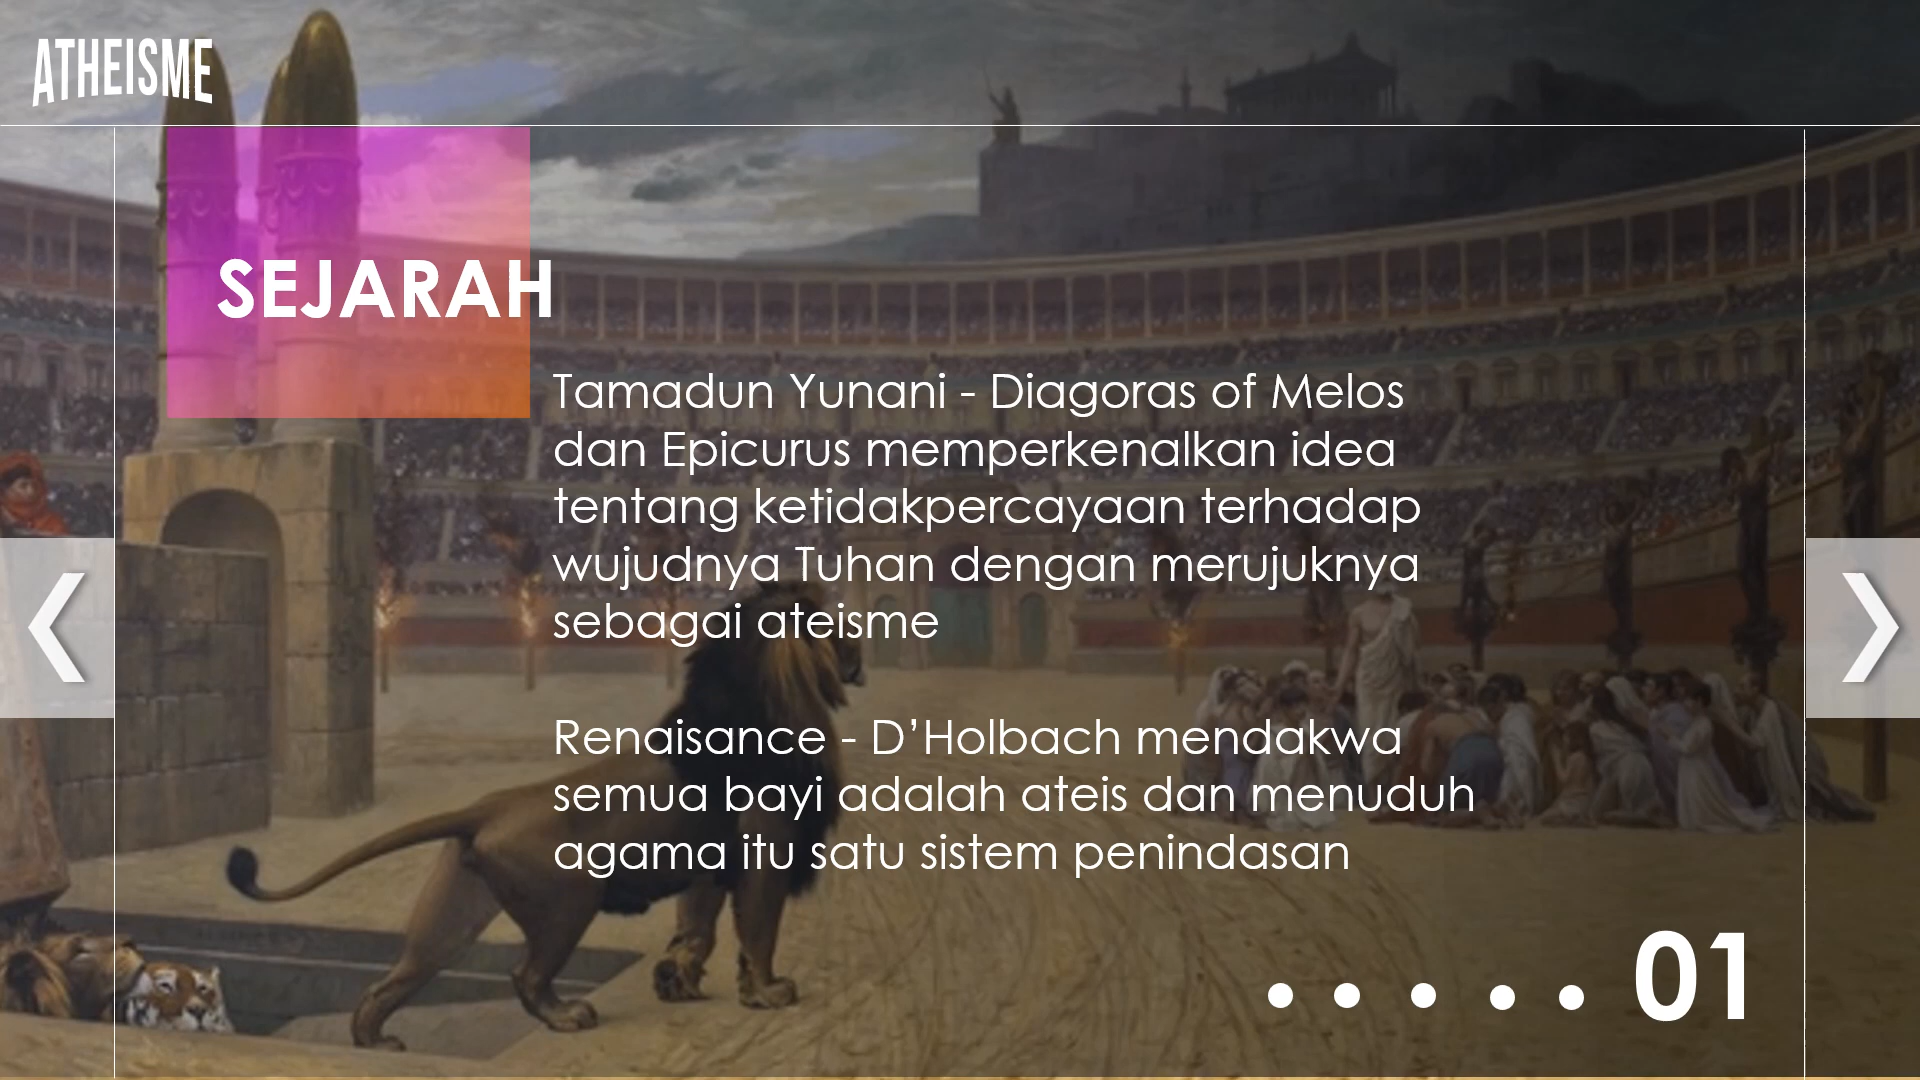 ATHEISME
SEJARAH
Tamadun Yunani - Diagoras of Melos
dan Epicurus memperkenalkan idea
tentang ketidakpercayaan terhadap
wujudnya Tuhan dengan merujuknya
sebagai ateisme
Renaisance - D’Holbach mendakwa
semua bayi adalah ateis dan menuduh
agama itu satu sistem penindasan
01